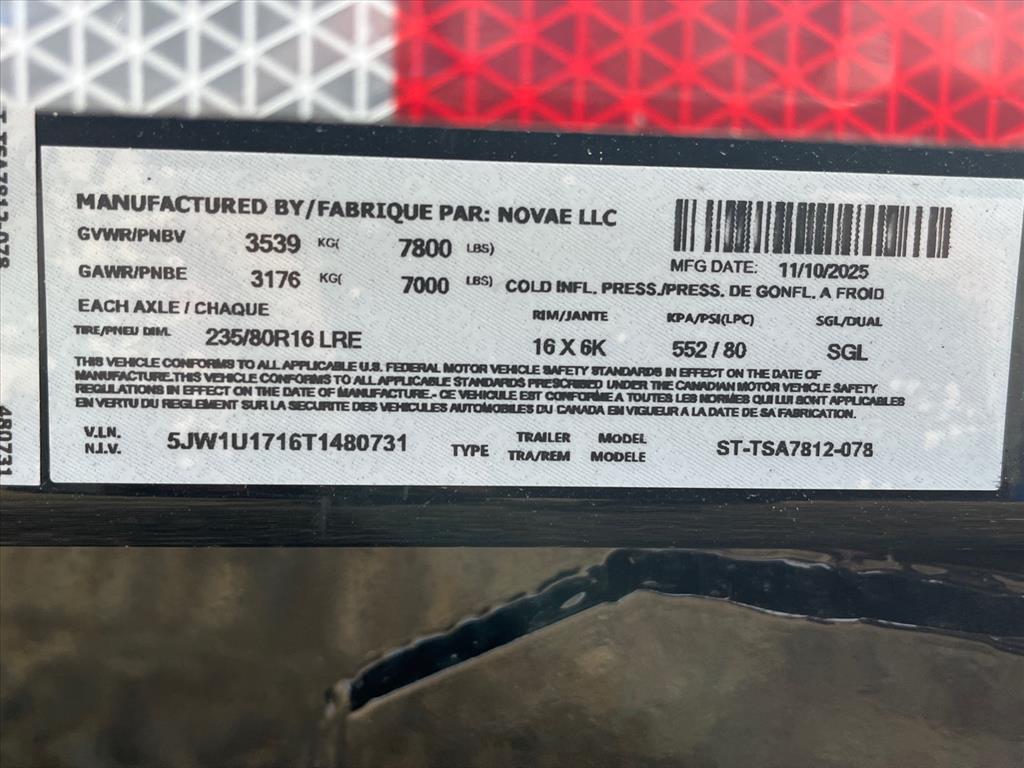 MANUFACTURED BY/FABRIQUE PAR: NOVAE LLC
GVWR/PNBV 3539 KG( 7800 LBS)
MFG DATE: 11/10/2025
GAWR/PNBE 3176 KG( 7000 LBS) COLD INFL. PRESS./PRESS. DE GONFL. A FROID
EACH AXLE / CHAQUE RIM/JANTE KPA/PSI(LPC) SGL/DUAL
TIRE/PNEU DIM. 235/80R16 LRE 16 X 6K 552 / 80 SGL
THIS VEHICLE CONFORMS TO ALL APPLICABLE U.S. FEDERAL MOTOR VEHICLE SAFETY STANDARDS IN EFFECT ON THE DATE OF
MANUFACTURE.THIS VEHICLE CONFORMS TO ALL APPLICABLE STANDARDS PRESCRIBED UNDER THE CANADIAN MOTOR VEHICLE SAFETY
REGULATIONS IN EFFECT ON THE DATE OF MANUFACTURE.- CE VEHICULE EST CONFORME A TOUTES LES NORMES QUI LUI SONT APPLICABLES
EN VERTU DU REGLEMENT SUR LA SECURITE DES VEHICULES AUTOMOBILES DU CANADA EN VIGUEUR A LA DATE DE SA FABRICATION.
V.I.N. 5JW1U1716T1480731 TYPE TRAILER MODEL ST-TSA7812-078
N.I.V. TRA/REM MODELE
480731